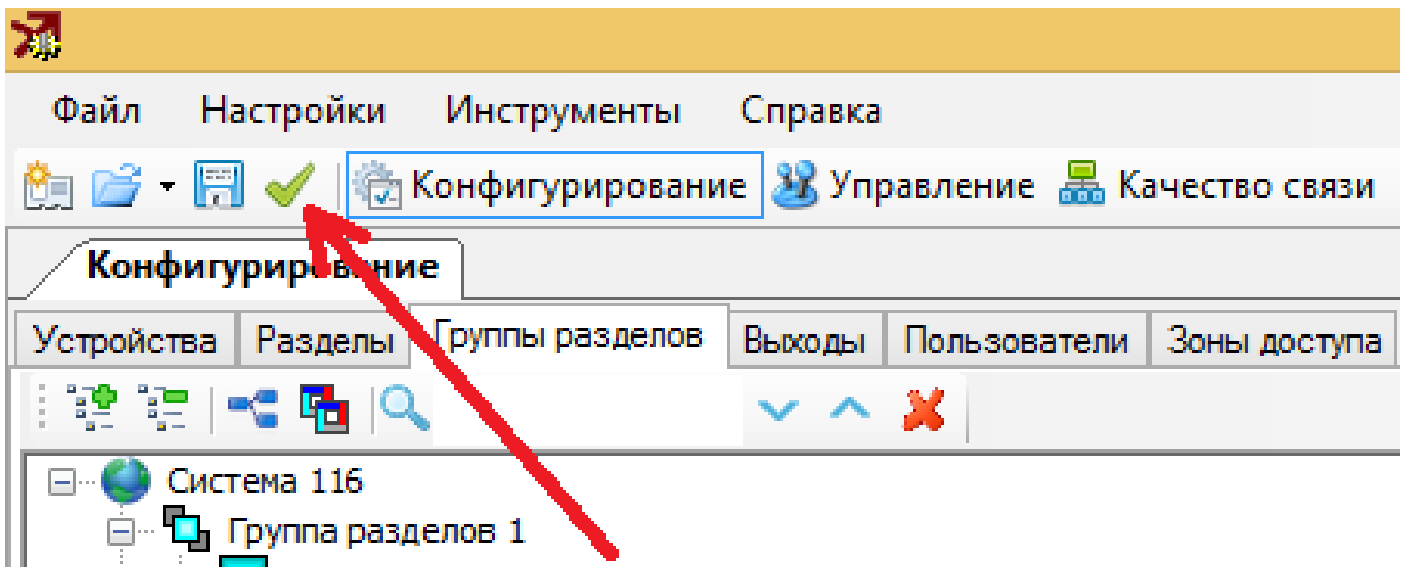 Файл Настройки Инструменты Справка
Конфигурирование Управление Качество связи
Конфигурирование
Устройства Разделы Группы разделов Выходы Пользователи Зоны доступа
Система 116
Группа разделов 1